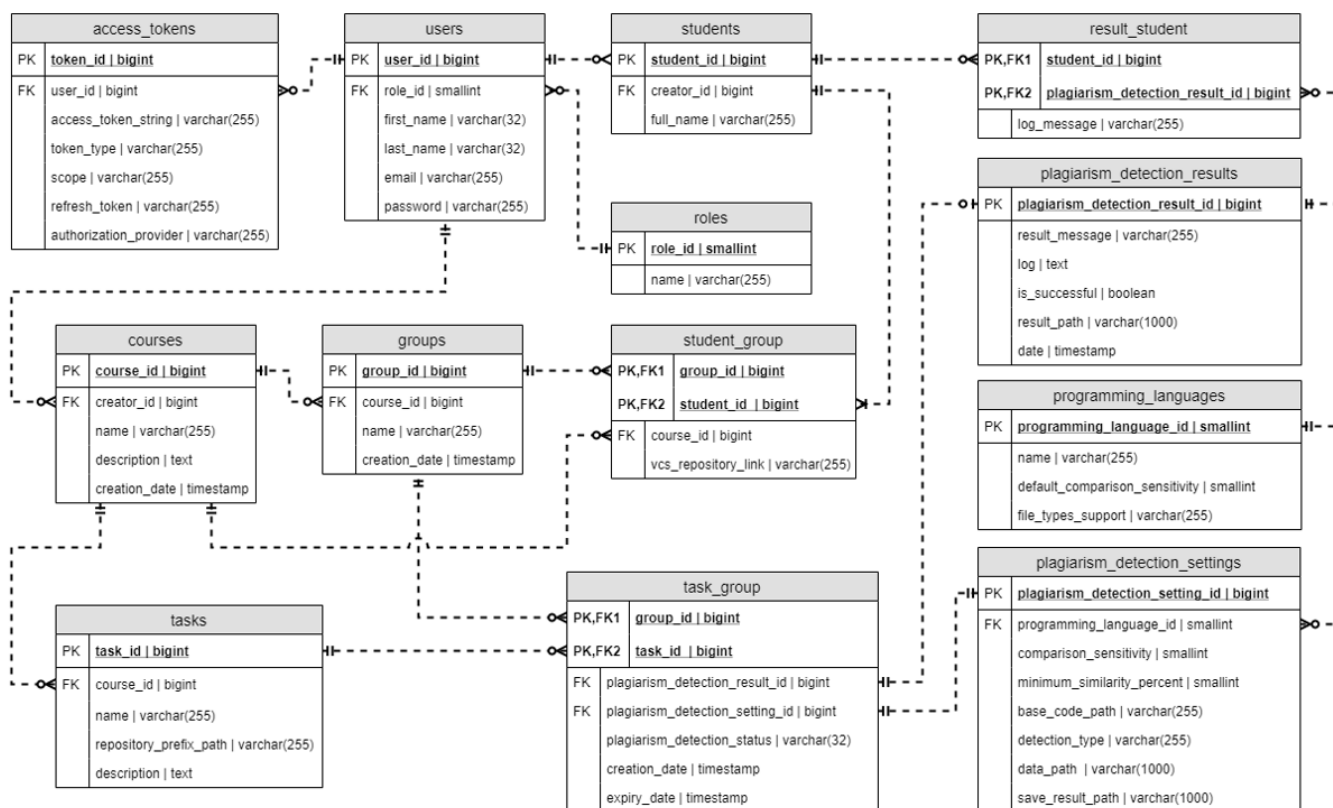 access_tokens
PK token_id | bigint
FK user_id | bigint
access_token_string | varchar(255)
token_type | varchar(255)
scope | varchar(255)
refresh_token | varchar(255)
authorization_provider | varchar(255)
users
PK user_id | bigint
FK role_id | smallint
first_name | varchar(32)
last_name | varchar(32)
email | varchar(255)
password | varchar(255)
students
PK student_id | bigint
FK creator_id | bigint
full_name | varchar(255)
result_student
PK,FK1 student_id | bigint
PK,FK2 plagiarism_detection_result_id | bigint
log_message | varchar(255)
roles
PK role_id | smallint
name | varchar(255)
plagiarism_detection_results
PK plagiarism_detection_result_id | bigint
result_message | varchar(255)
log | text
is_successful | boolean
result_path | varchar(1000)
date | timestamp
courses
PK course_id | bigint
FK creator_id | bigint
name | varchar(255)
description | text
creation_date | timestamp
groups
PK group_id | bigint
FK course_id | bigint
name | varchar(255)
creation_date | timestamp
student_group
PK,FK1 group_id | bigint
PK,FK2 student_id | bigint
FK course_id | bigint
vcs_repository_link | varchar(255)
programming_languages
PK programming_language_id | smallint
name | varchar(255)
default_comparison_sensitivity | smallint
file_types_support | varchar(255)
tasks
PK task_id | bigint
FK course_id | bigint
name | varchar(255)
repository_prefix_path | varchar(255)
description | text
task_group
PK,FK1 group_id | bigint
PK,FK2 task_id | bigint
FK plagiarism_detection_result_id | bigint
FK plagiarism_detection_setting_id | bigint
plagiarism_detection_status | varchar(32)
creation_date | timestamp
expiry_date | timestamp
plagiarism_detection_settings
PK plagiarism_detection_setting_id | bigint
FK programming_language_id | smallint
comparison_sensitivity | smallint
minimum_similarity_percent | smallint
base_code_path | varchar(255)
detection_type | varchar(255)
data_path | varchar(1000)
save_result_path | varchar(1000)